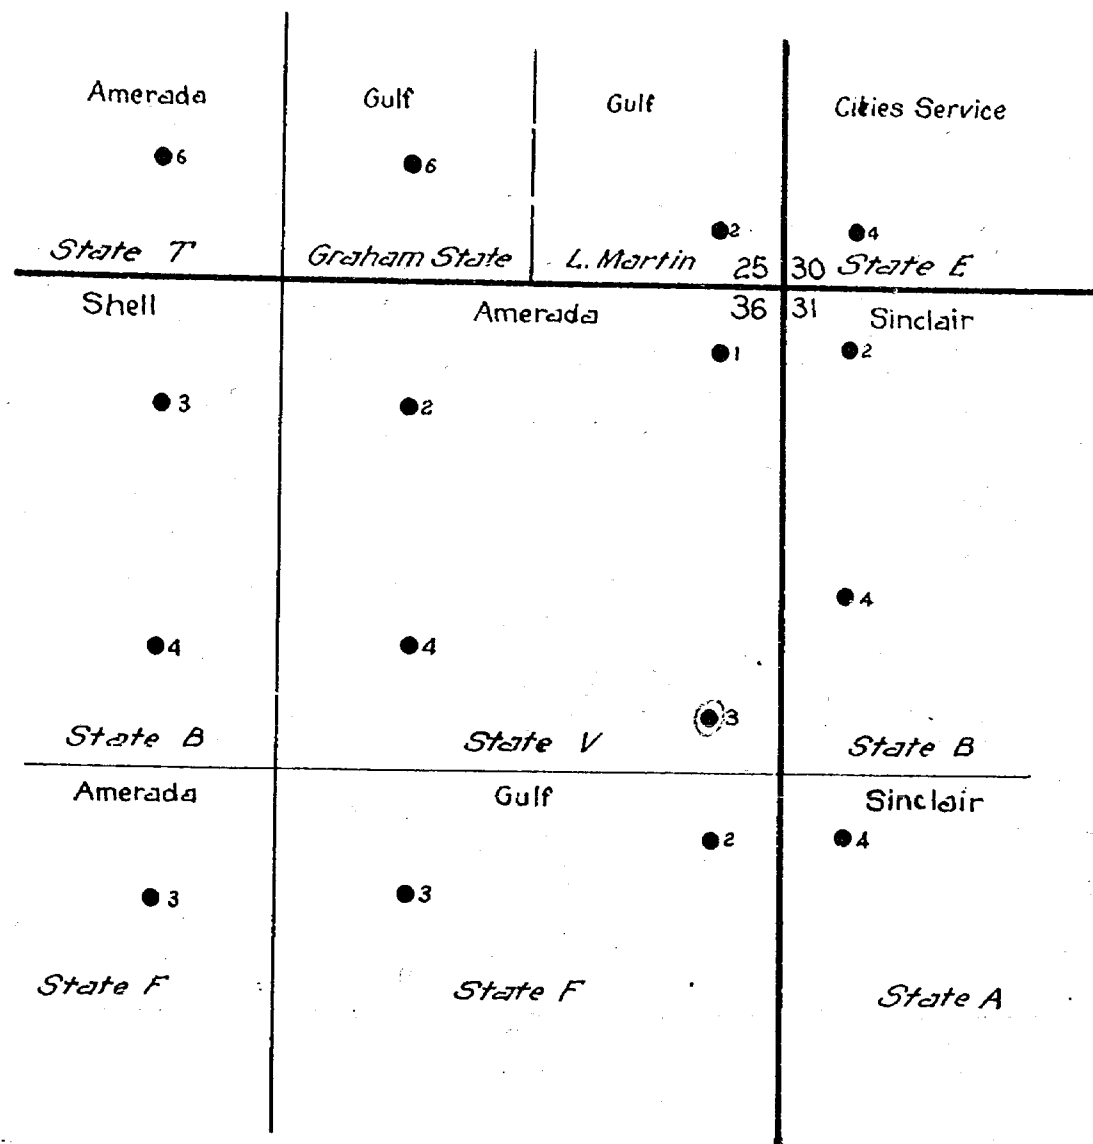 Amerada
Gulf
Gulf
Cities Service
6
6
2
4
State T
Graham State
L. Martin
25
30
State E
Shell
Amerada
36
31
Sinclair
1
2
3
2
4
4
4
3
State B
State V
State B
Amerada
Gulf
Sinclair
2
4
3
3
State F
State F
State A